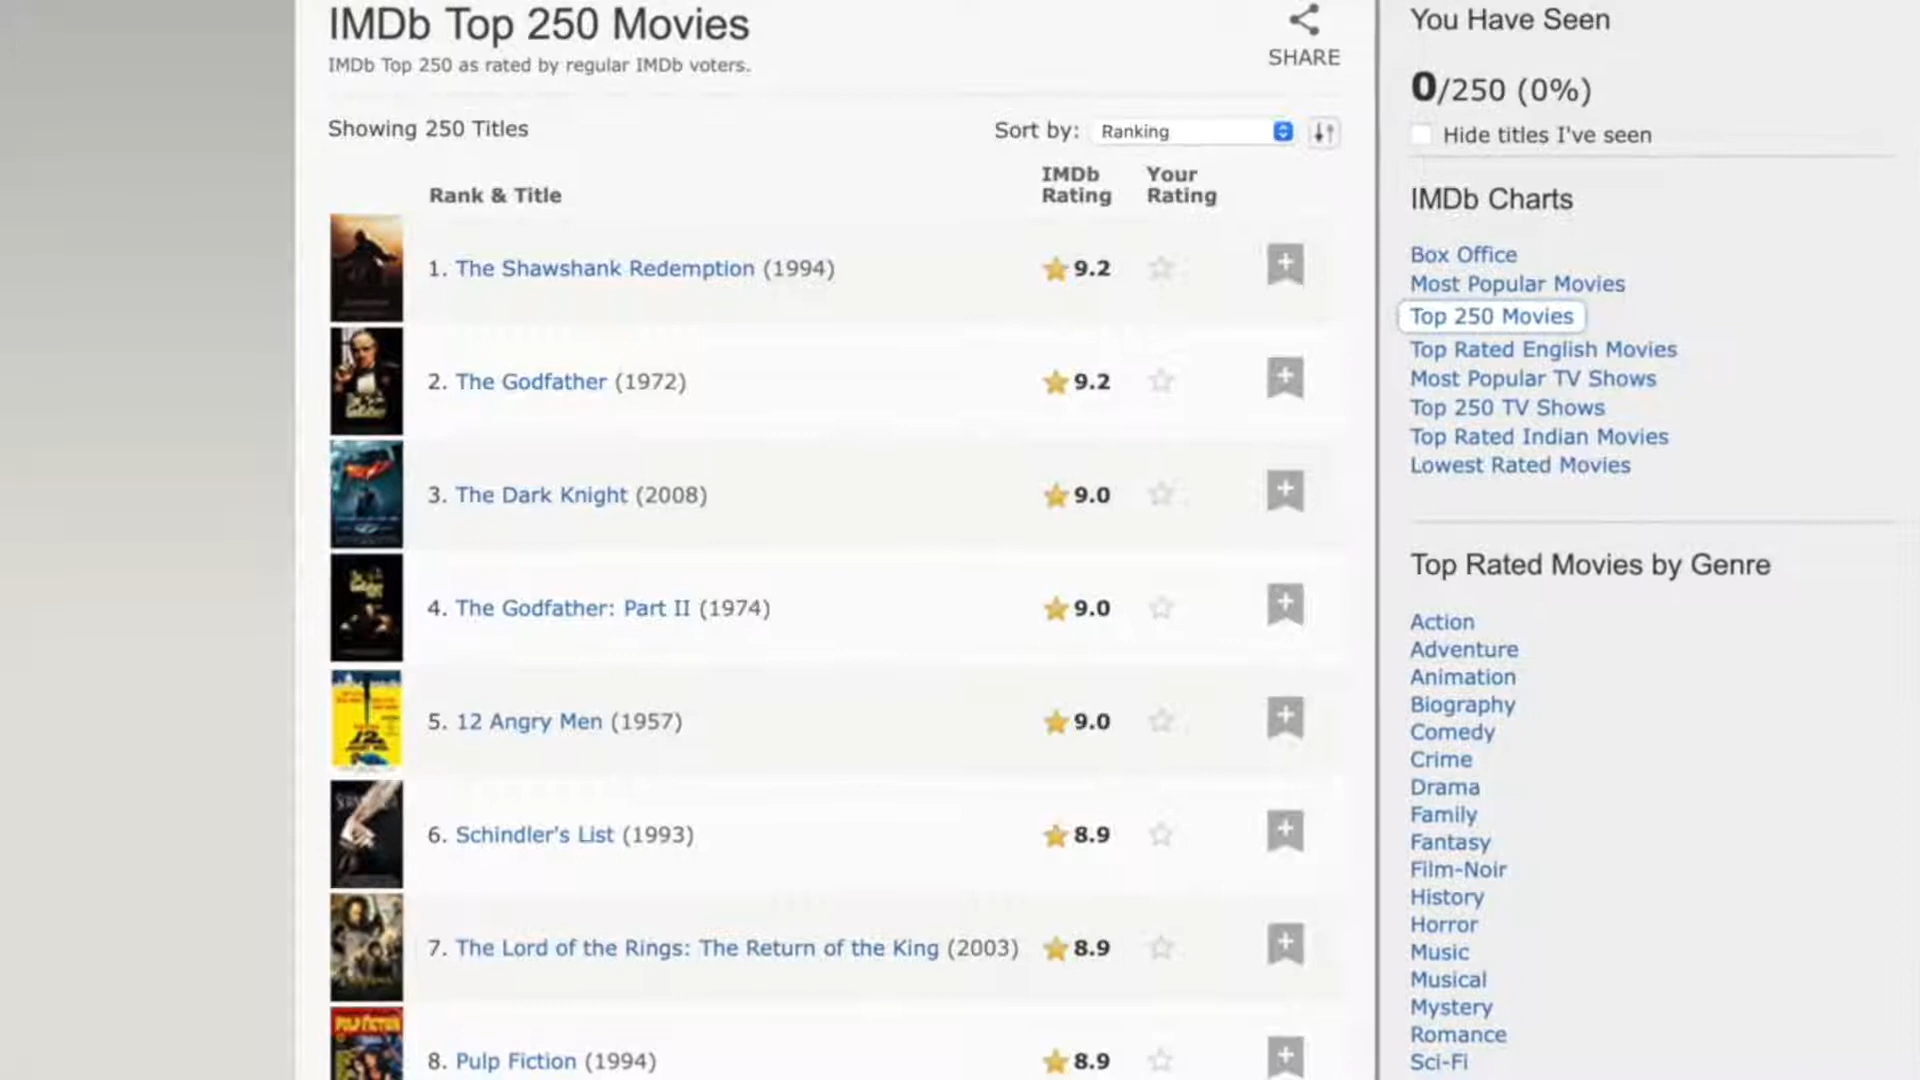 IMDb Top 250 Movies
IMDb Top 250 as rated by regular IMDb voters.
SHARE
Showing 250 Titles
Sort by: Ranking
Rank & Title
IMDb Rating
Your Rating
1. The Shawshank Redemption (1994) 9.2
2. The Godfather (1972) 9.2
3. The Dark Knight (2008) 9.0
4. The Godfather: Part II (1974) 9.0
5. 12 Angry Men (1957) 9.0
6. Schindler's List (1993) 8.9
7. The Lord of the Rings: The Return of the King (2003) 8.9
PULP FICTION
8. Pulp Fiction (1994) 8.9
You Have Seen
0/250 (0%)
Hide titles I've seen
IMDb Charts
Box Office
Most Popular Movies
Top 250 Movies
Top Rated English Movies
Most Popular TV Shows
Top 250 TV Shows
Top Rated Indian Movies
Lowest Rated Movies
Top Rated Movies by Genre
Action
Adventure
Animation
Biography
Comedy
Crime
Drama
Family
Fantasy
Film-Noir
History
Horror
Music
Musical
Mystery
Romance
Sci-Fi